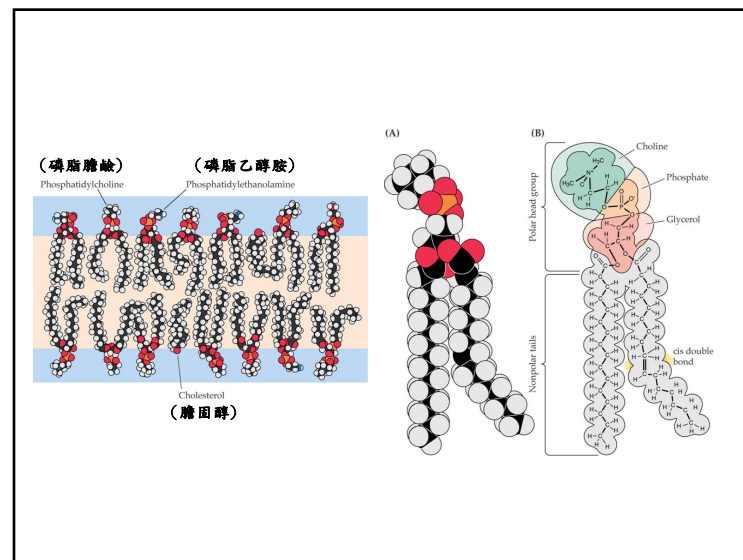 (磷脂膽鹼)
Phosphatidylcholine
(磷脂乙醇胺)
Phosphatidylethanolamine
Cholesterol
(膽固醇)
(A)
(B)
Choline
Phosphate
Glycerol
Polar head group
Nonpolar tails
cis double
bond